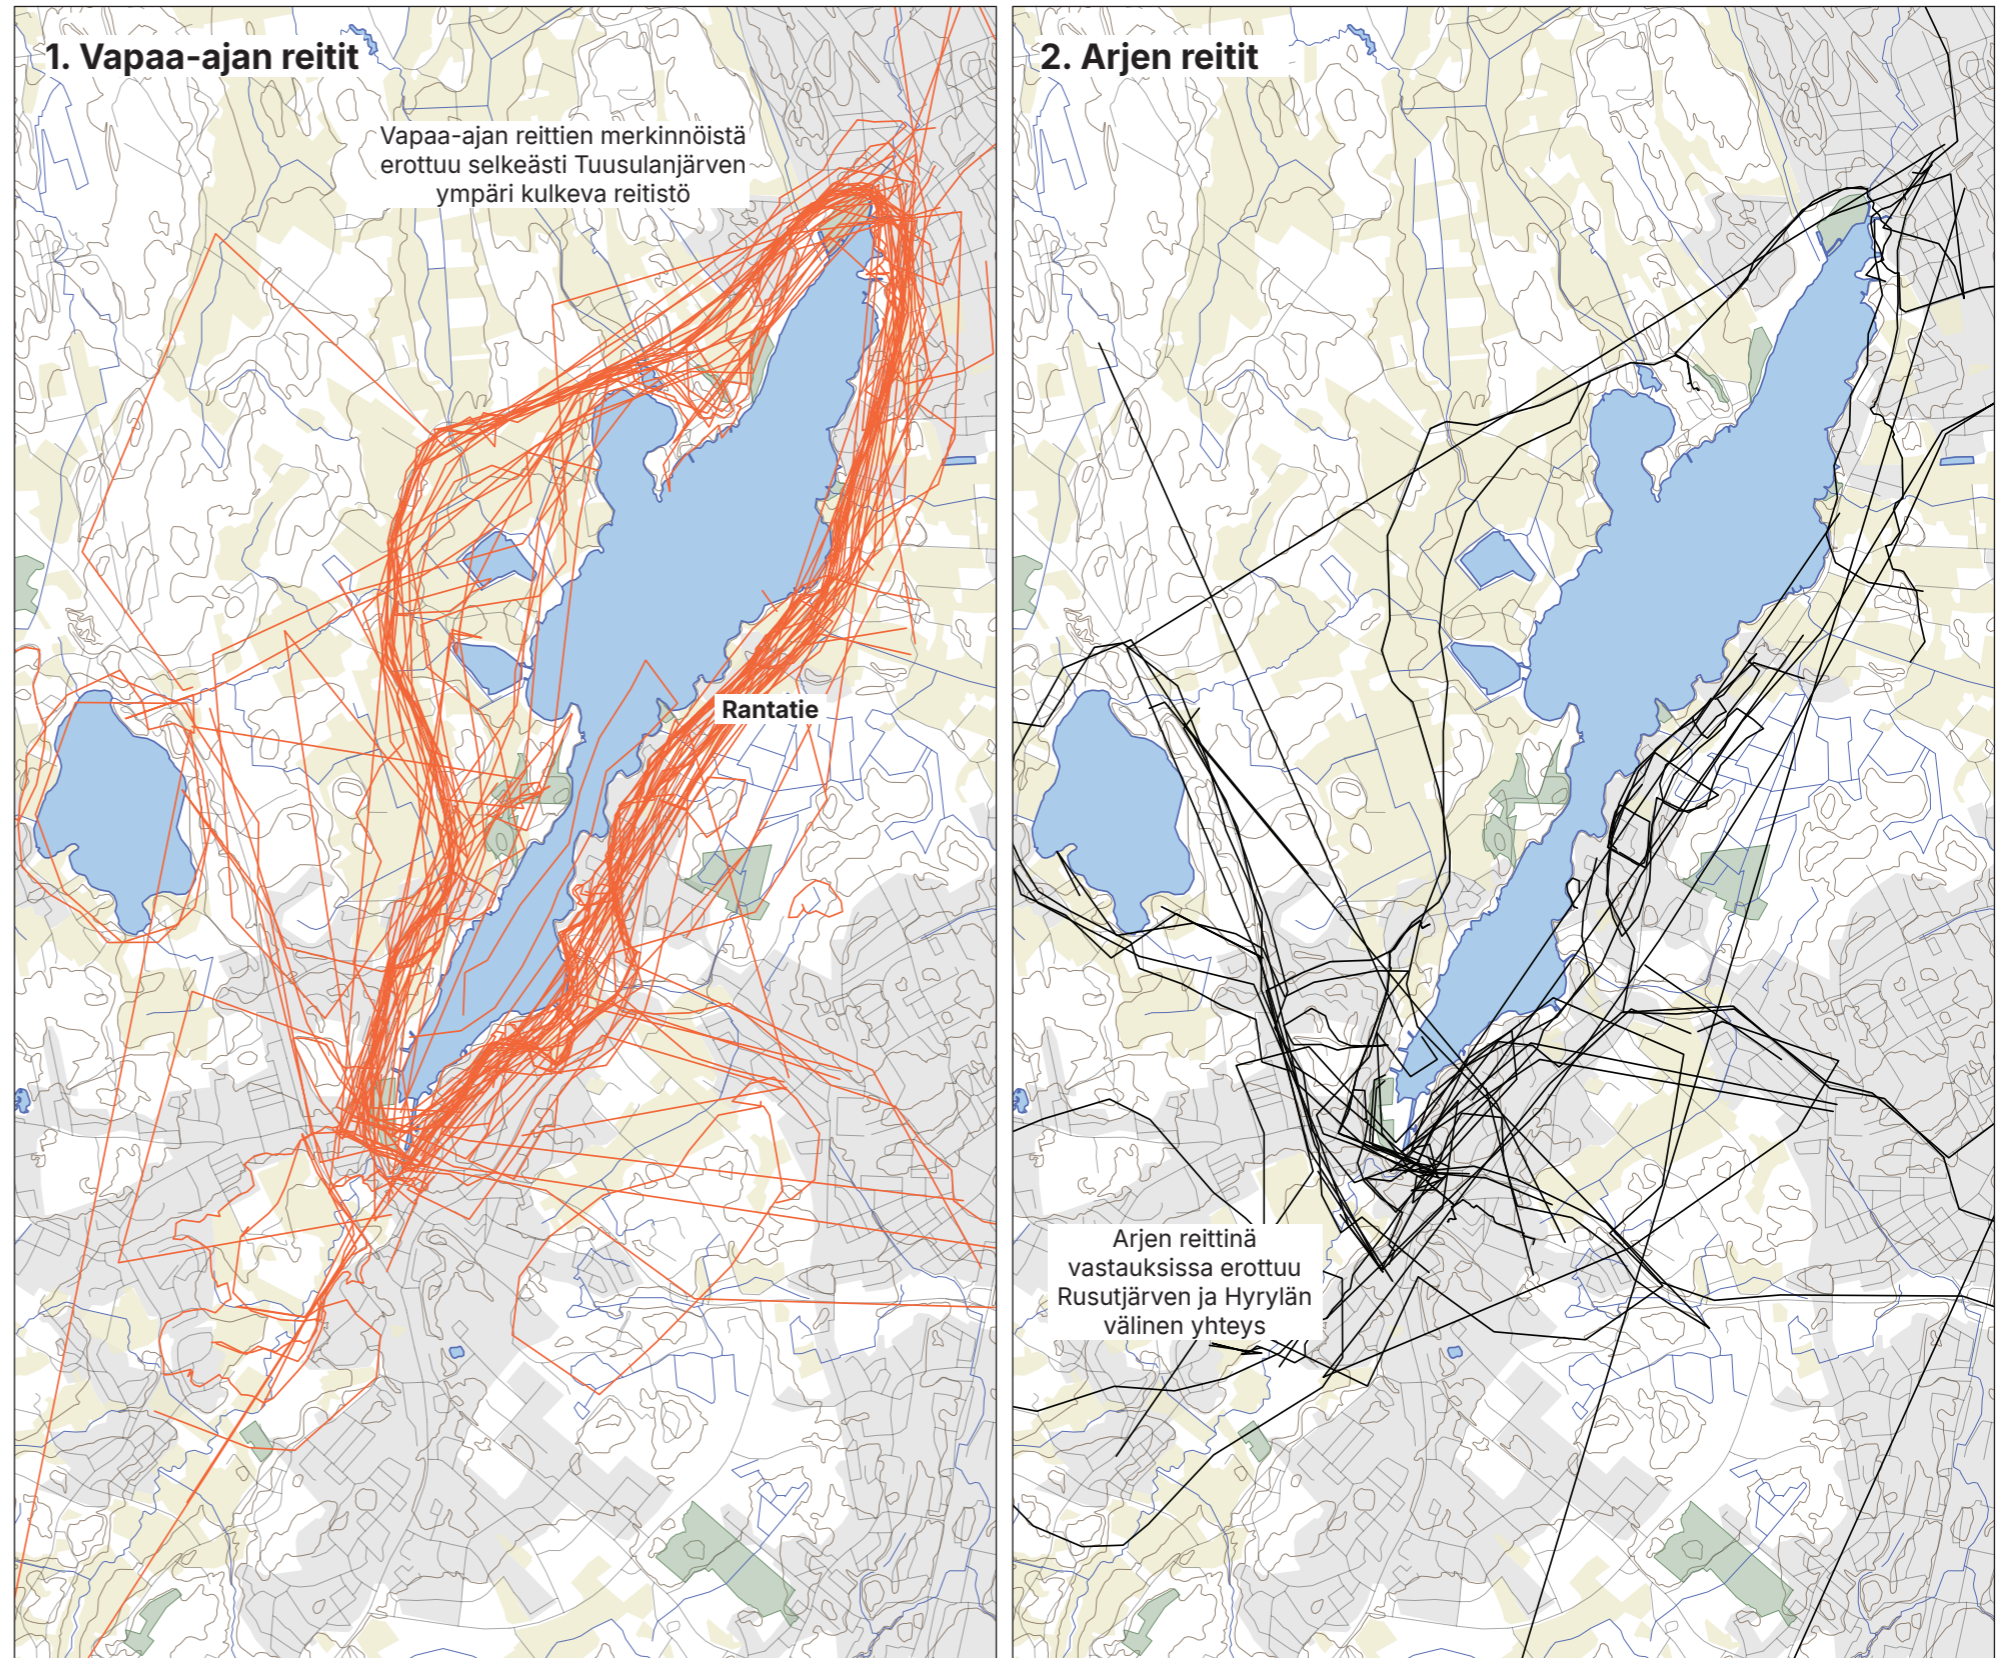 1. Vapaa-ajan reitit
Vapaa-ajan reittien merkinnöistä
erottuu selkeästi Tuusulanjärven
ympäri kulkeva reitistö
Rantatie
2. Arjen reitit
Arjen reittinä
vastauksissa erottuu
Rusutjärven ja Hyrylän
välinen yhteys